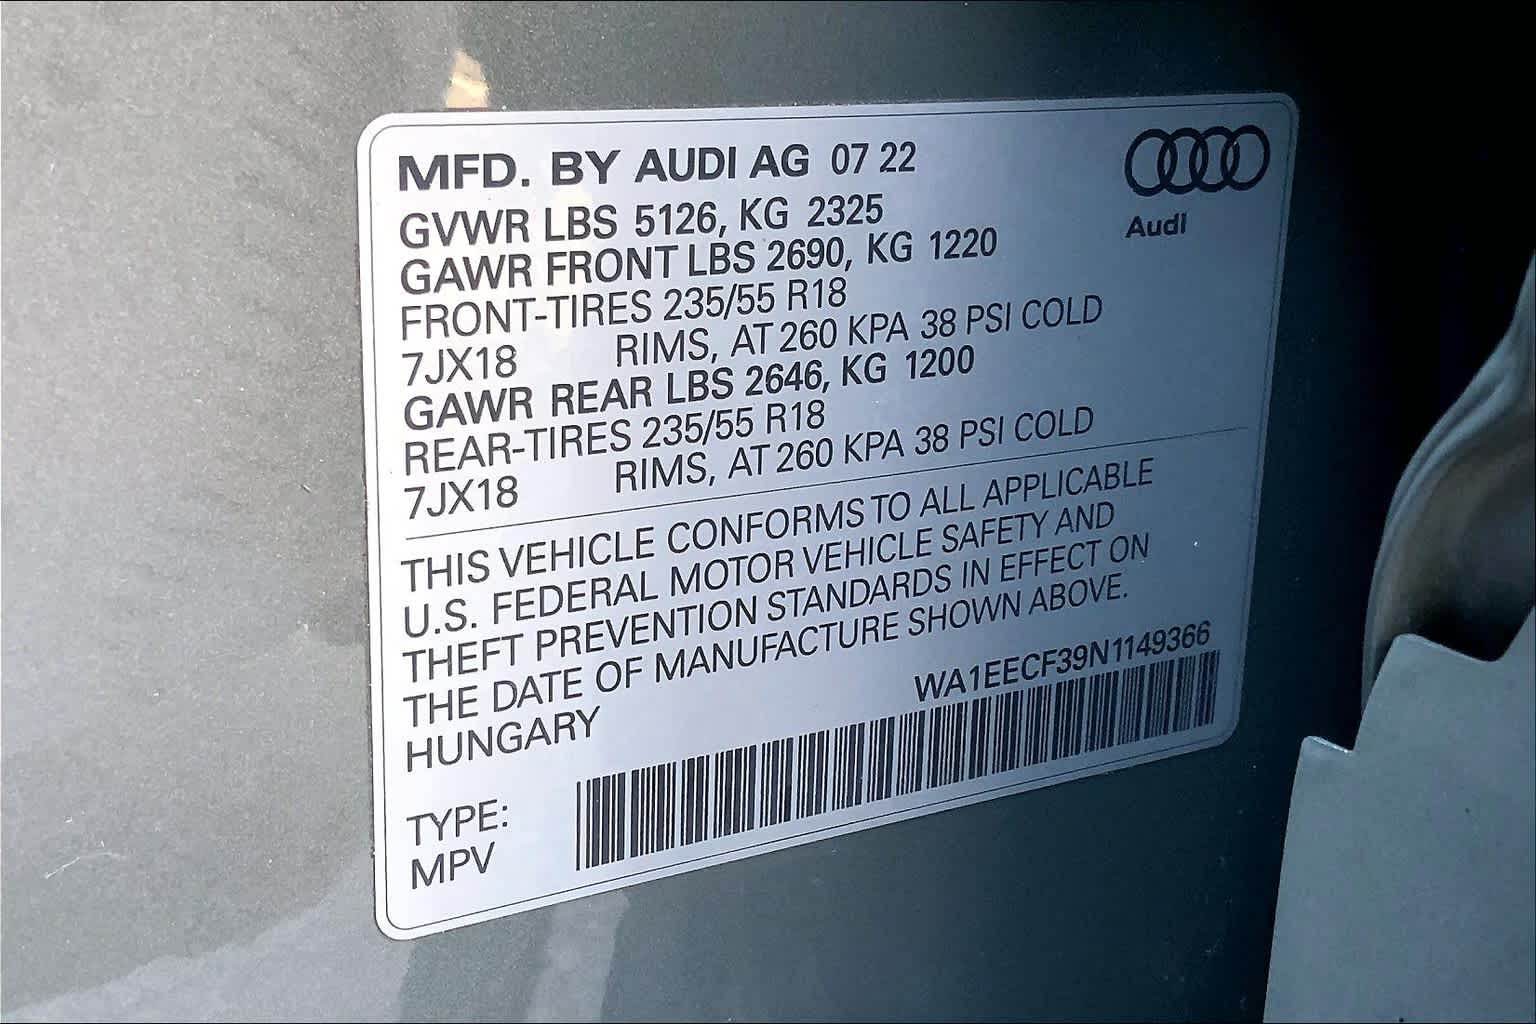 MFD. BY AUDI AG 07 22
Audi
GVWR LBS 5126, KG 2325
GAWR FRONT LBS 2690, KG 1220
FRONT-TIRES 235/55 R18
7JX18 RIMS, AT 260 KPA 38 PSI COLD
GAWR REAR LBS 2646, KG 1200
REAR-TIRES 235/55 R18
7JX18 RIMS, AT 260 KPA 38 PSI COLD
THIS VEHICLE CONFORMS TO ALL APPLICABLE
U.S. FEDERAL MOTOR VEHICLE SAFETY AND
THEFT PREVENTION STANDARDS IN EFFECT ON
THE DATE OF MANUFACTURE SHOWN ABOVE.
HUNGARY
WA1EECF39N1149366
TYPE:
MPV